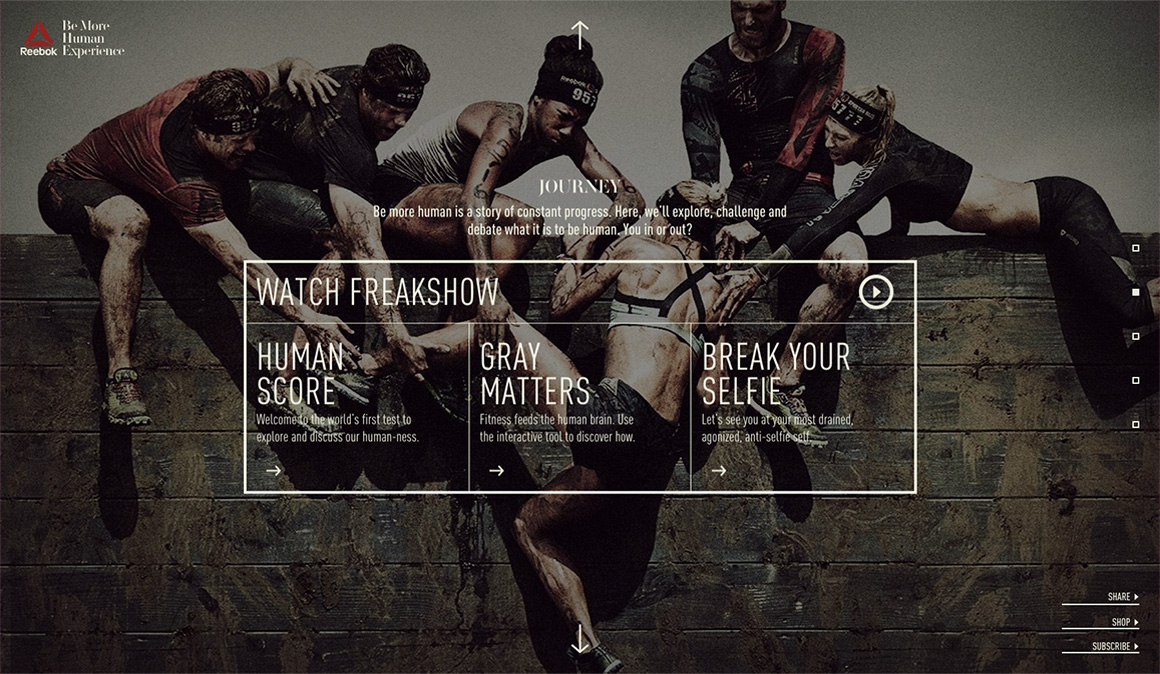 Be More
Human
Reebok Experience
Reebok
957
JOURNEY
Be more human is a story of constant progress. Here, we'll explore, challenge and
debate what it is to be human. You in or out?
WATCH FREAKSHOW
HUMAN
SCORE
Welcome to the world's first test to
explore and discuss our human-ness.
GRAY
MATTERS
Fitness feeds the human brain. Use
the interactive tool to discover how.
BREAK YOUR
SELFIE
Let's see you at your most drained,
agonized, anti-selfie self.
SHARE
SHOP
SUBSCRIBE